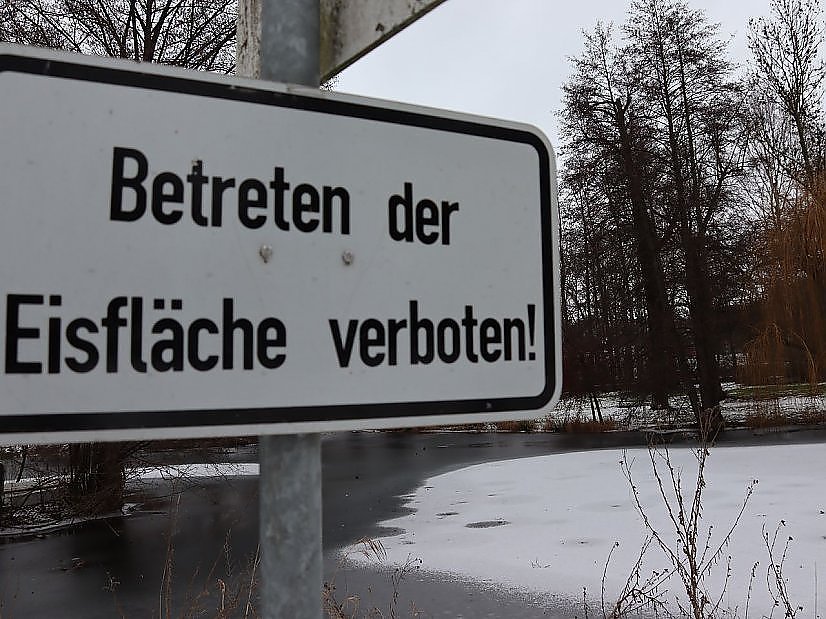 Betreten der
Eisfläche verboten!